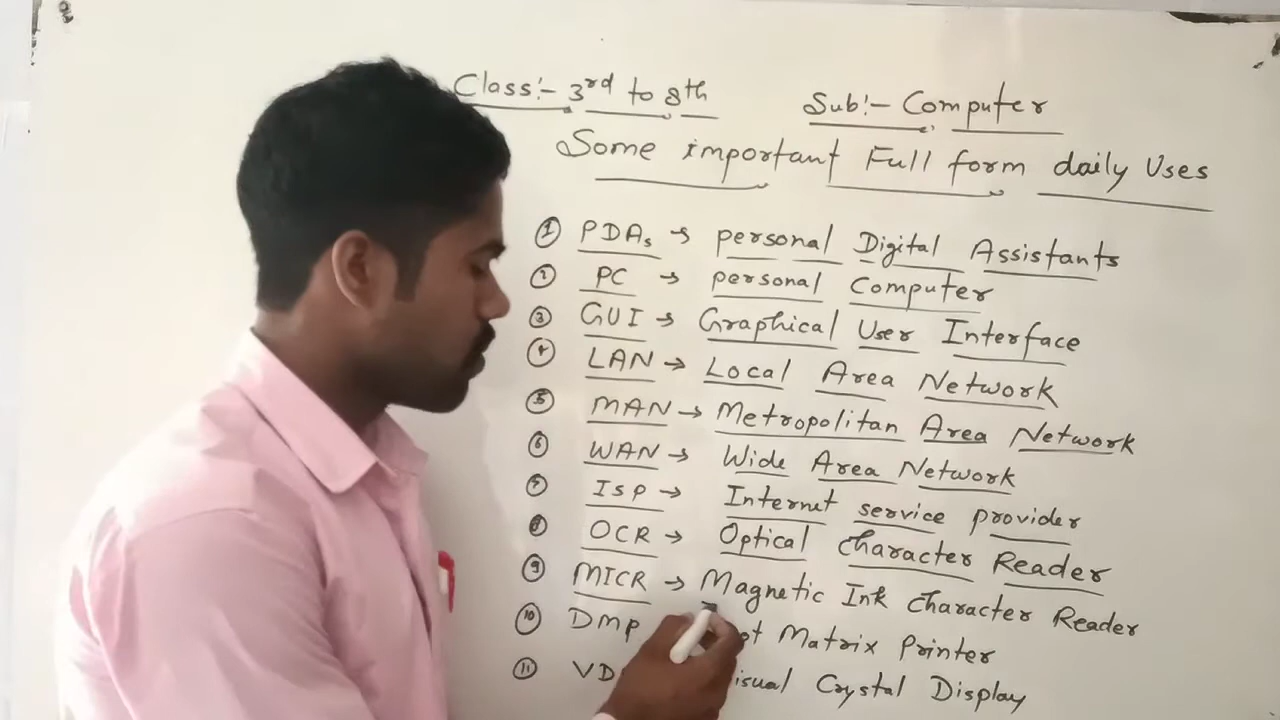 Class:- 3rd to 8th
Sub:- Computer
Some important Full form daily Uses
① PDAs → personal Digital Assistants
② PC → personal Computer
③ GUI → Graphical User Interface
④ LAN → Local Area Network
⑤ MAN → Metropolitan Area Network
⑥ WAN → Wide Area Network
⑦ ISP → Internet service provider
⑧ OCR → Optical character Reader
⑨ MICR → Magnetic Ink character Reader
⑩ Dmp Matrix Printer
⑪ Crystal Display